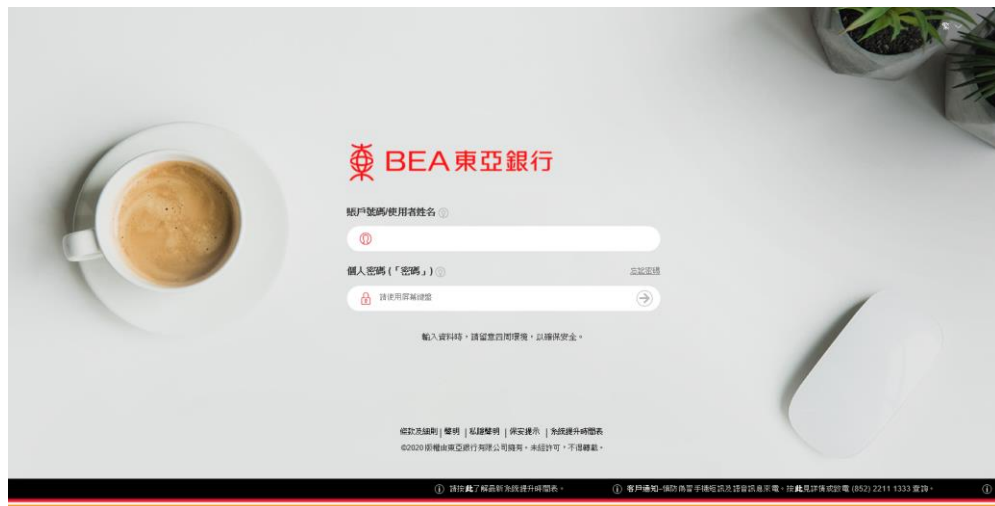 BEA東亞銀行
賬戶號碼/使用者姓名
個人密碼 (「密碼」)
忘記密碼
請使用屏幕鍵盤
輸入資料時，請留意四周環境，以確保安全。
條款及細則 | 聲明 | 私隱聲明 | 保安提示 | 系統提升時間表
©2020 版權由東亞銀行有限公司擁有。未經許可，不得轉載。
請按此了解最新系統提升時間表。
客戶通知-慎防偽冒手機短訊及語音訊息來電。按此見詳情或致電 (852) 2211 1333 查詢。